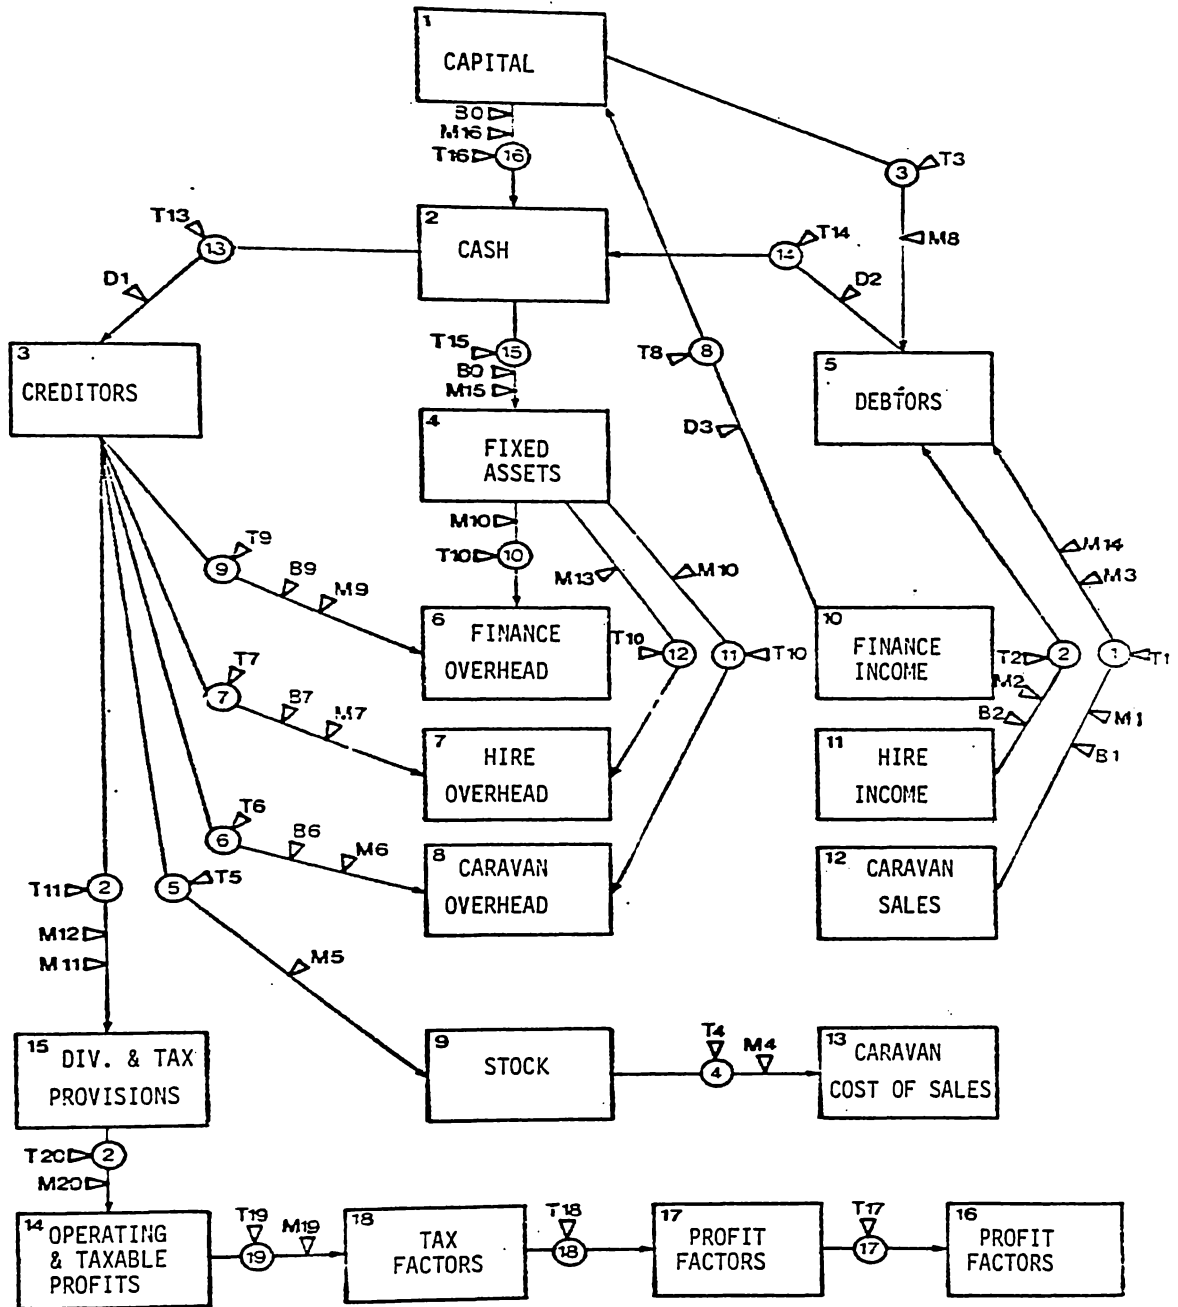 1
CAPITAL
B0
M16
T16
16
3
T3
M8
T13
13
2
CASH
14
T14
D1
D2
T15
15
B0
M15
T8
8
D3
3
CREDITORS
5
DEBTORS
4
FIXED
ASSETS
M10
T10
10
M13
M10
M14
M3
T9
9
B9
M9
6
FINANCE
OVERHEAD
T10
12
11
T10
10
FINANCE
INCOME
T2
2
1
T1
M2
B2
M1
B1
T7
7
B7
M7
7
HIRE
OVERHEAD
11
HIRE
INCOME
T6
6
B6
M6
8
CARAVAN
OVERHEAD
12
CARAVAN
SALES
T11
2
5
T5
M12
M11
M5
15
DIV. & TAX
PROVISIONS
9
STOCK
T4
4
M4
13
CARAVAN
COST OF SALES
T20
2
M20
14
OPERATING
& TAXABLE
PROFITS
T19
19
M19
18
TAX
FACTORS
T18
18
17
PROFIT
FACTORS
T17
17
16
PROFIT
FACTORS